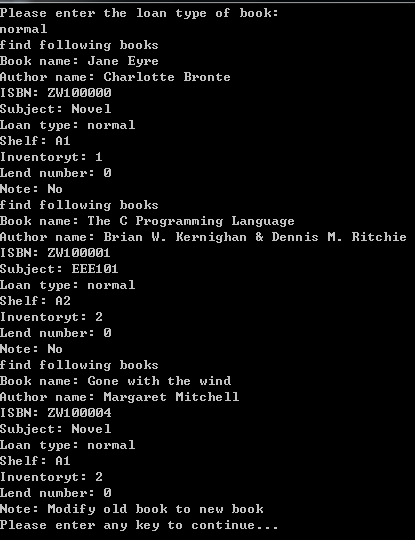 Please enter the loan type of book:
normal
find following books
Book name: Jane Eyre
Author name: Charlotte Bronte
ISBN: ZW100000
Subject: Novel
Loan type: normal
Shelf: A1
Inventoryt: 1
Lend number: 0
Note: No
find following books
Book name: The C Programming Language
Author name: Brian W. Kernighan & Dennis M. Ritchie
ISBN: ZW100001
Subject: EEE101
Loan type: normal
Shelf: A2
Inventoryt: 2
Lend number: 0
Note: No
find following books
Book name: Gone with the wind
Author name: Margaret Mitchell
ISBN: ZW100004
Subject: Novel
Loan type: normal
Shelf: A1
Inventoryt: 2
Lend number: 0
Note: Modify old book to new book
Please enter any key to continue...